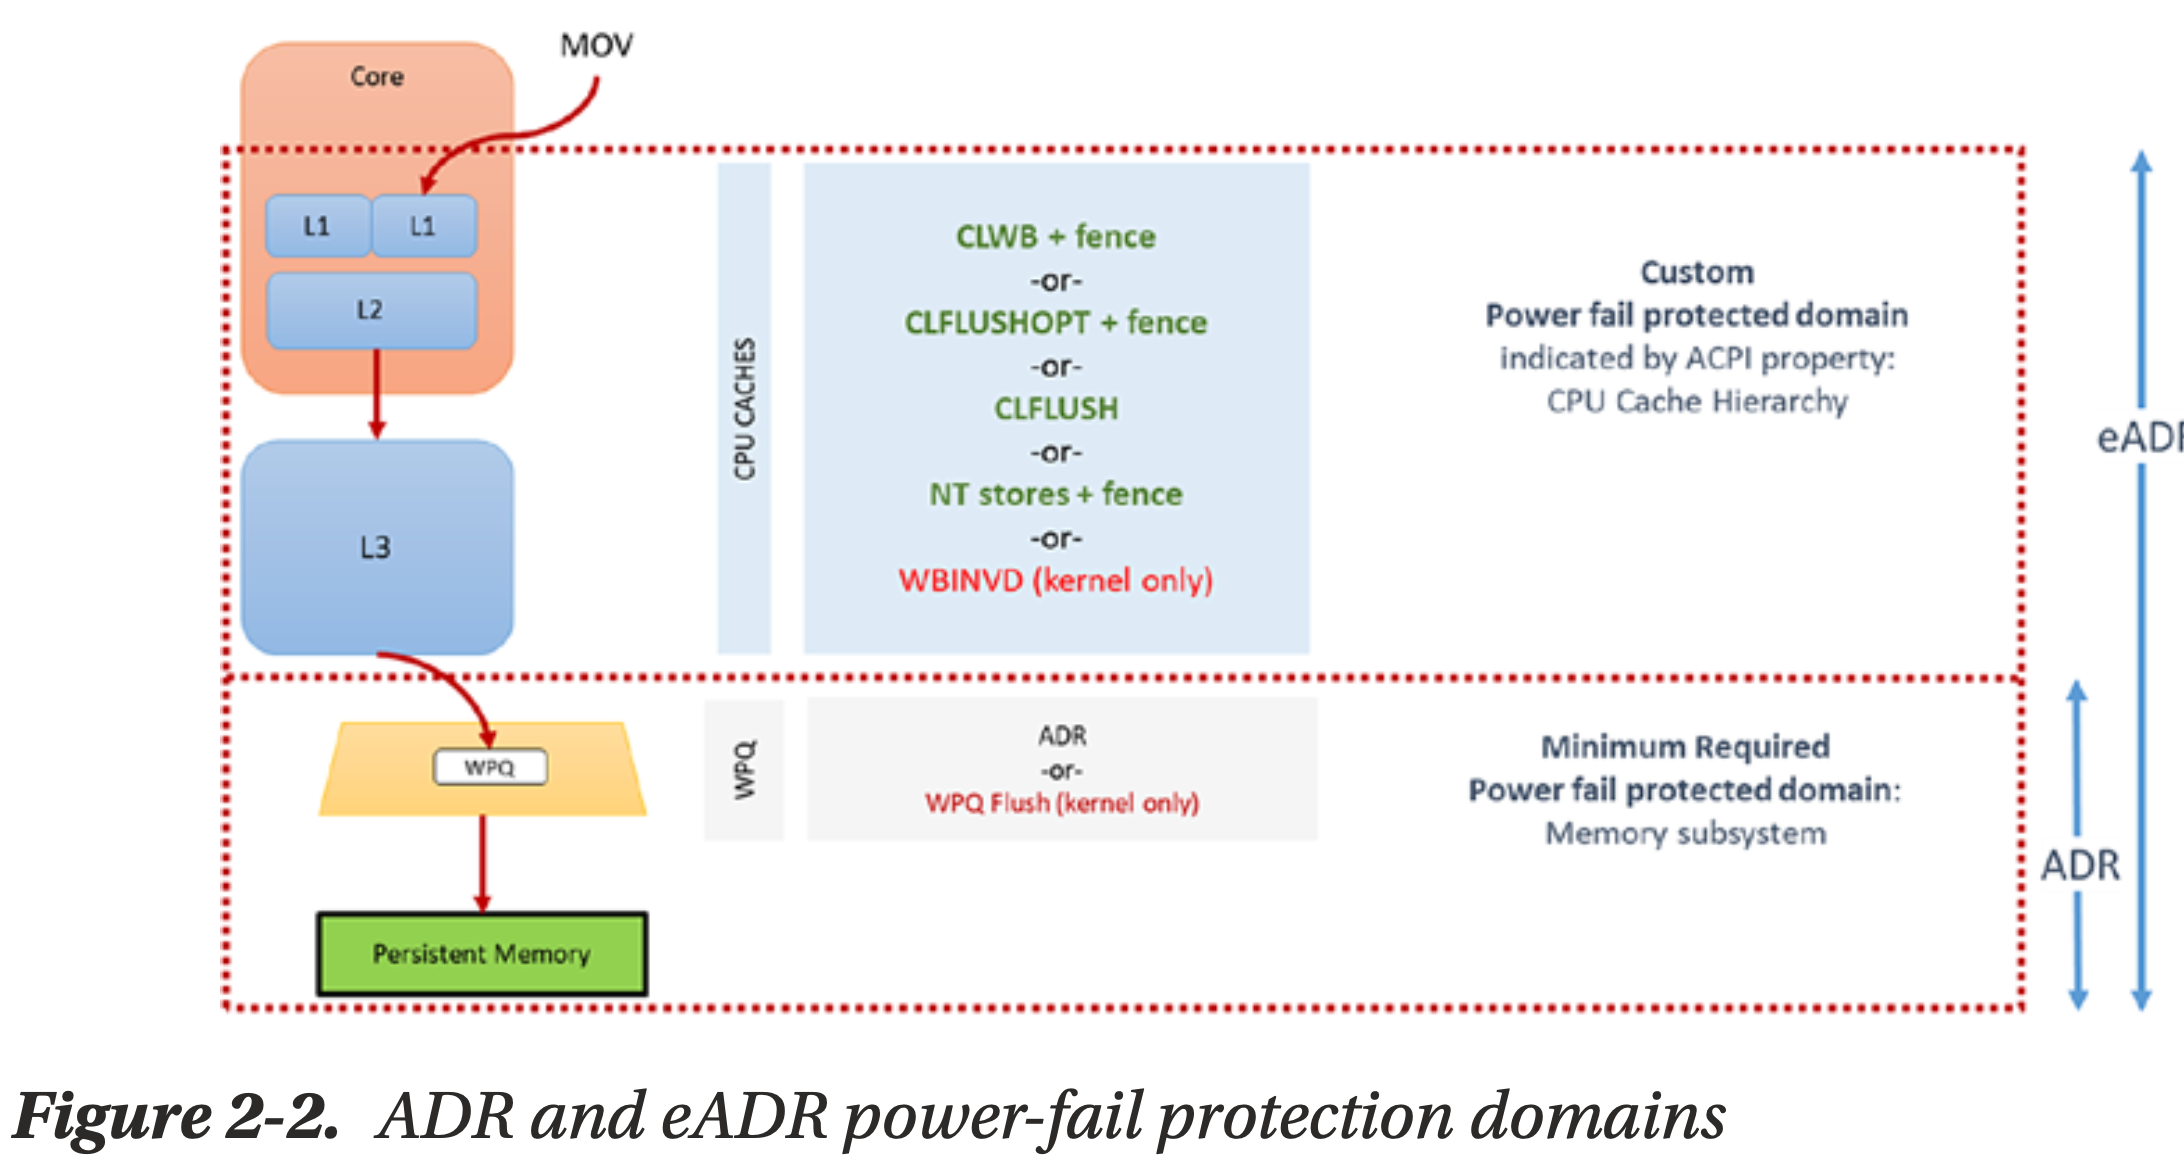 MOV
Core
L1
L1
L2
L3
CPU CACHES
CLWB + fence
-or-
CLFLUSHOPT + fence
-or-
CLFLUSH
-or-
NT stores + fence
-or-
WBINVD (kernel only)
Custom
Power fail protected domain
indicated by ACPI property:
CPU Cache Hierarchy
eADR
WPQ
WPQ
ADR
-or-
WPQ Flush (kernel only)
Minimum Required
Power fail protected domain:
Memory subsystem
ADR
Persistent Memory
Figure 2-2. ADR and eADR power-fail protection domains